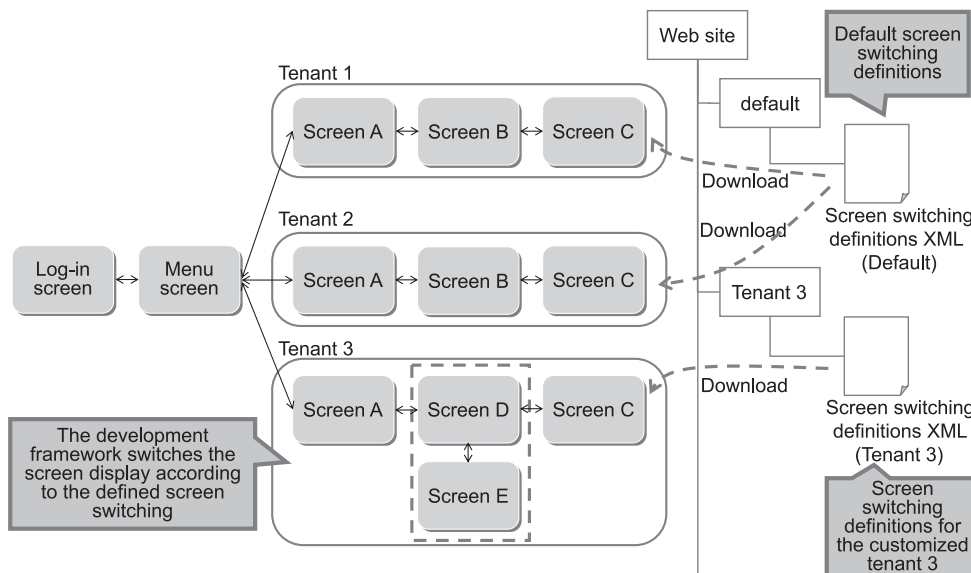 Web site
Default screen
switching
definitions
Tenant 1
default
Screen A
Screen B
Screen C
Download
Tenant 2
Download
Screen switching
definitions XML
(Default)
Log-in
screen
Menu
screen
Screen A
Screen B
Screen C
Tenant 3
Tenant 3
Download
Screen A
Screen D
Screen C
Screen switching
definitions XML
(Tenant 3)
The development
framework switches the
screen display according
to the defined screen
switching
Screen E
Screen
switching
definitions for
the customized
tenant 3